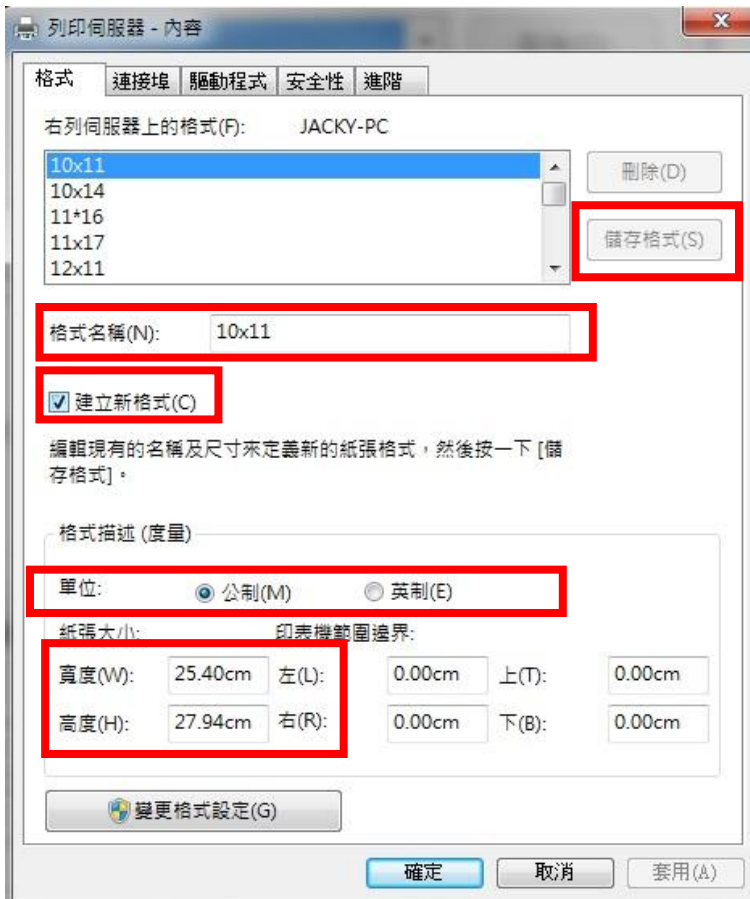 列印伺服器 - 內容
格式 連接埠 驅動程式 安全性 進階
右列伺服器上的格式(F): JACKY-PC
10x11
10x14
11*16
11x17
12x11
刪除(D)
儲存格式(S)
格式名稱(N): 10x11
建立新格式(C)
編輯現有的名稱及尺寸來定義新的紙張格式，然後按一下 [儲
存格式]。
格式描述 (度量)
單位: 公制(M) 英制(E)
紙張大小: 印表機範圍邊界:
寬度(W): 25.40cm 左(L): 0.00cm 上(T): 0.00cm
高度(H): 27.94cm 右(R): 0.00cm 下(B): 0.00cm
變更格式設定(G)
確定 取消 套用(A)